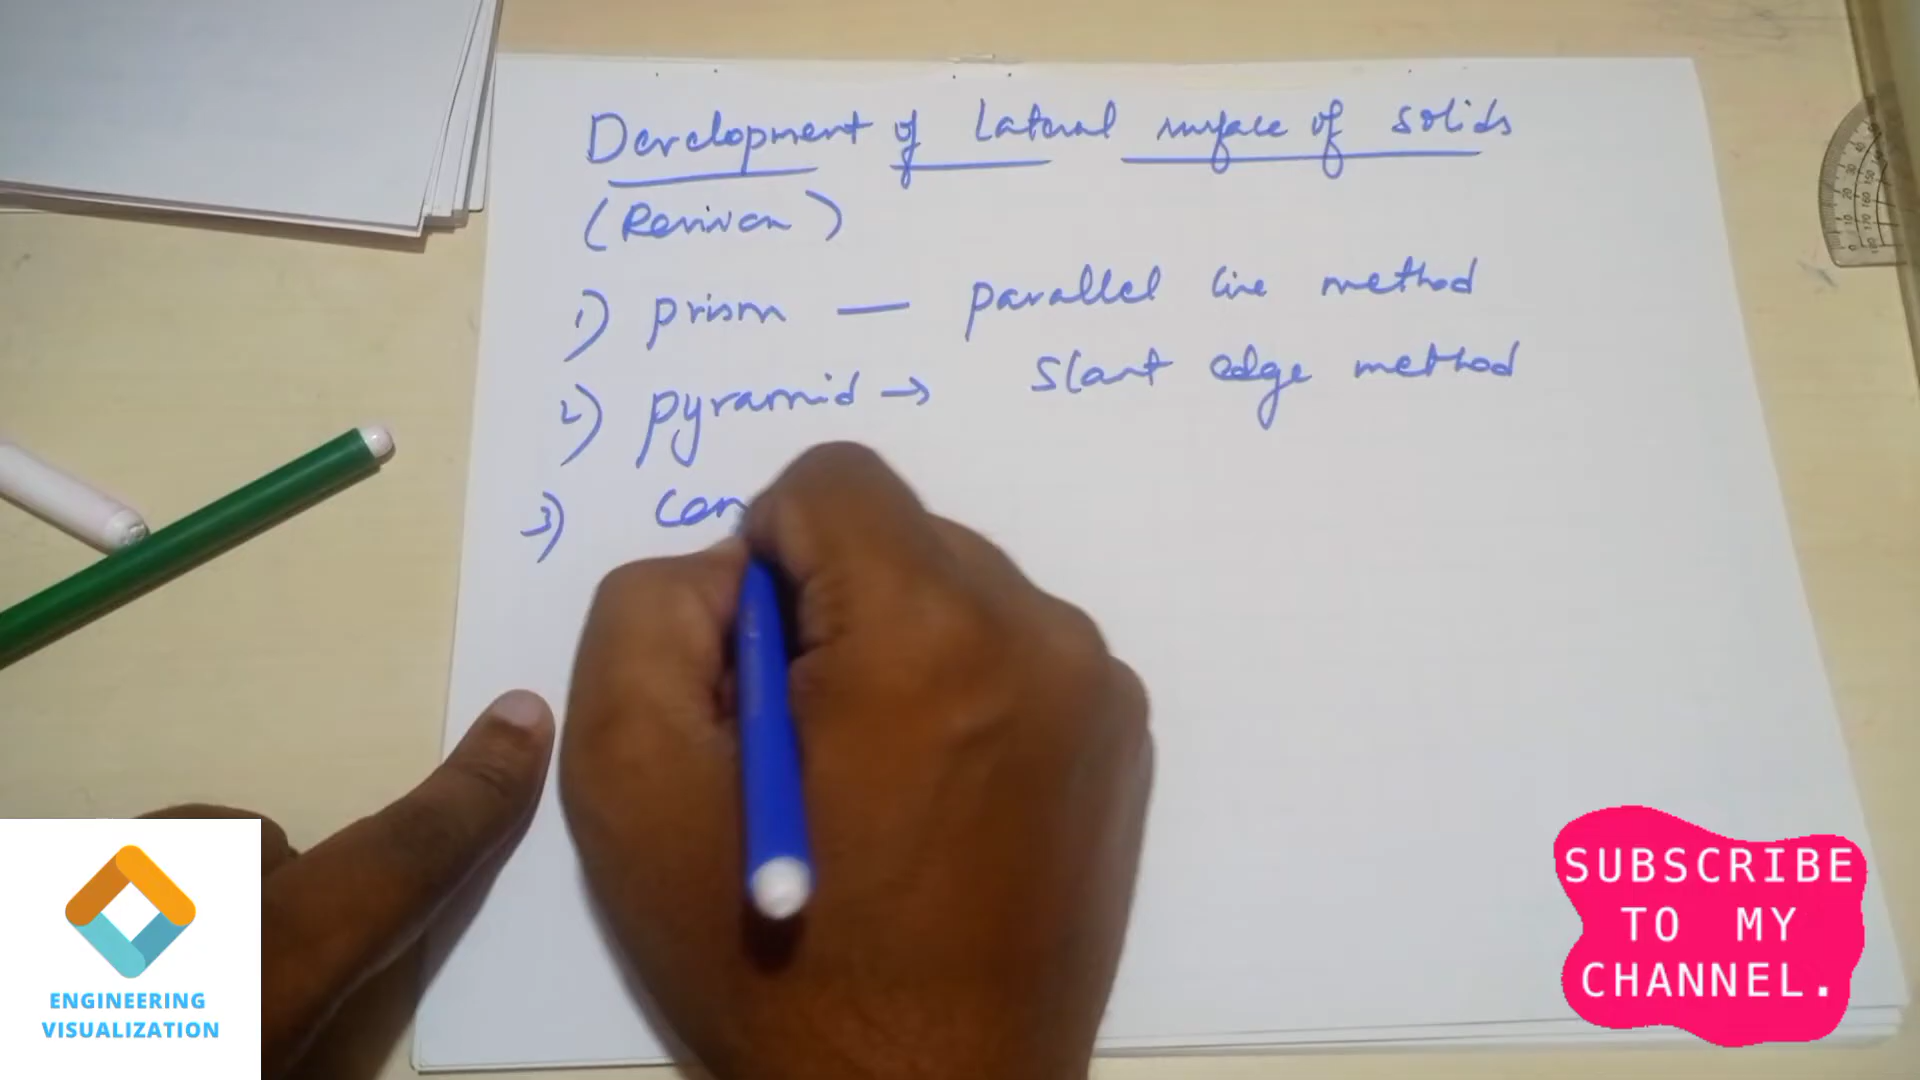 Development of Lateral surface of solids
(Revision)
1) prism — parallel line method
2) pyramid → slant edge method
3) con
ENGINEERING
VISUALIZATION
SUBSCRIBE
TO MY
CHANNEL.